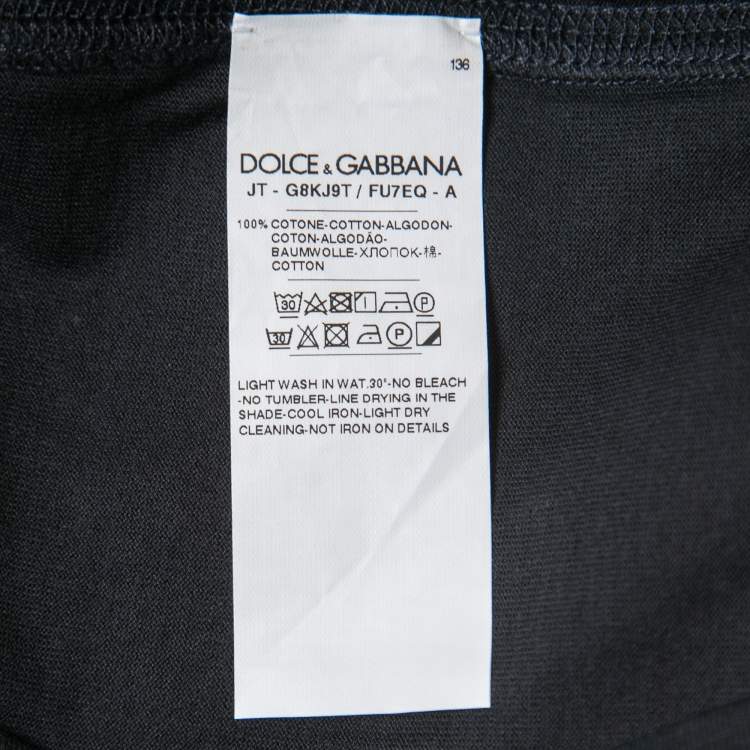 136
DOLCE & GABBANA
JT - G8KJ9T / FU7EQ - A
100% COTONE-COTTON-ALGODON-
COTON-ALGODÃO-
BAUMWOLLE-ХЛОПОК-棉-
COTTON
30 P
30 P
LIGHT WASH IN WAT.30°-NO BLEACH
-NO TUMBLER-LINE DRYING IN THE
SHADE-COOL IRON-LIGHT DRY
CLEANING-NOT IRON ON DETAILS